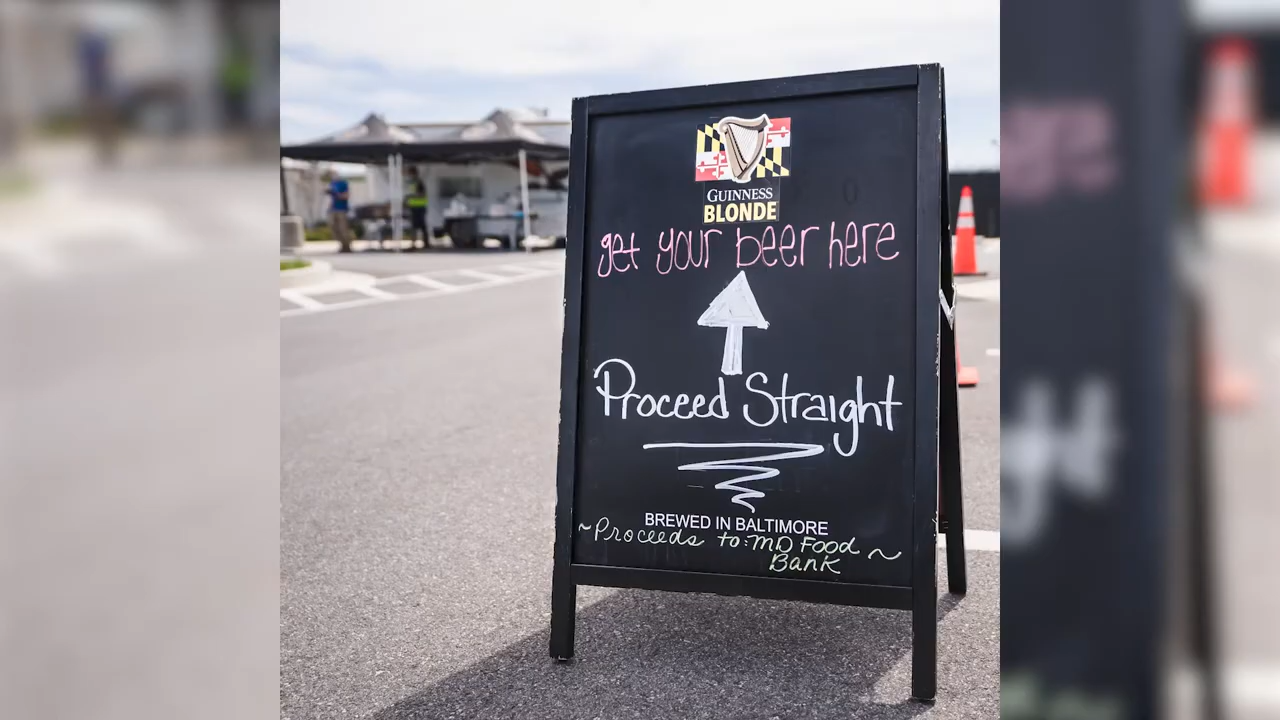 GUINNESS
BLONDE
get your beer here
Proceed Straight
BREWED IN BALTIMORE
~Proceeds to: MD Food ~
Bank